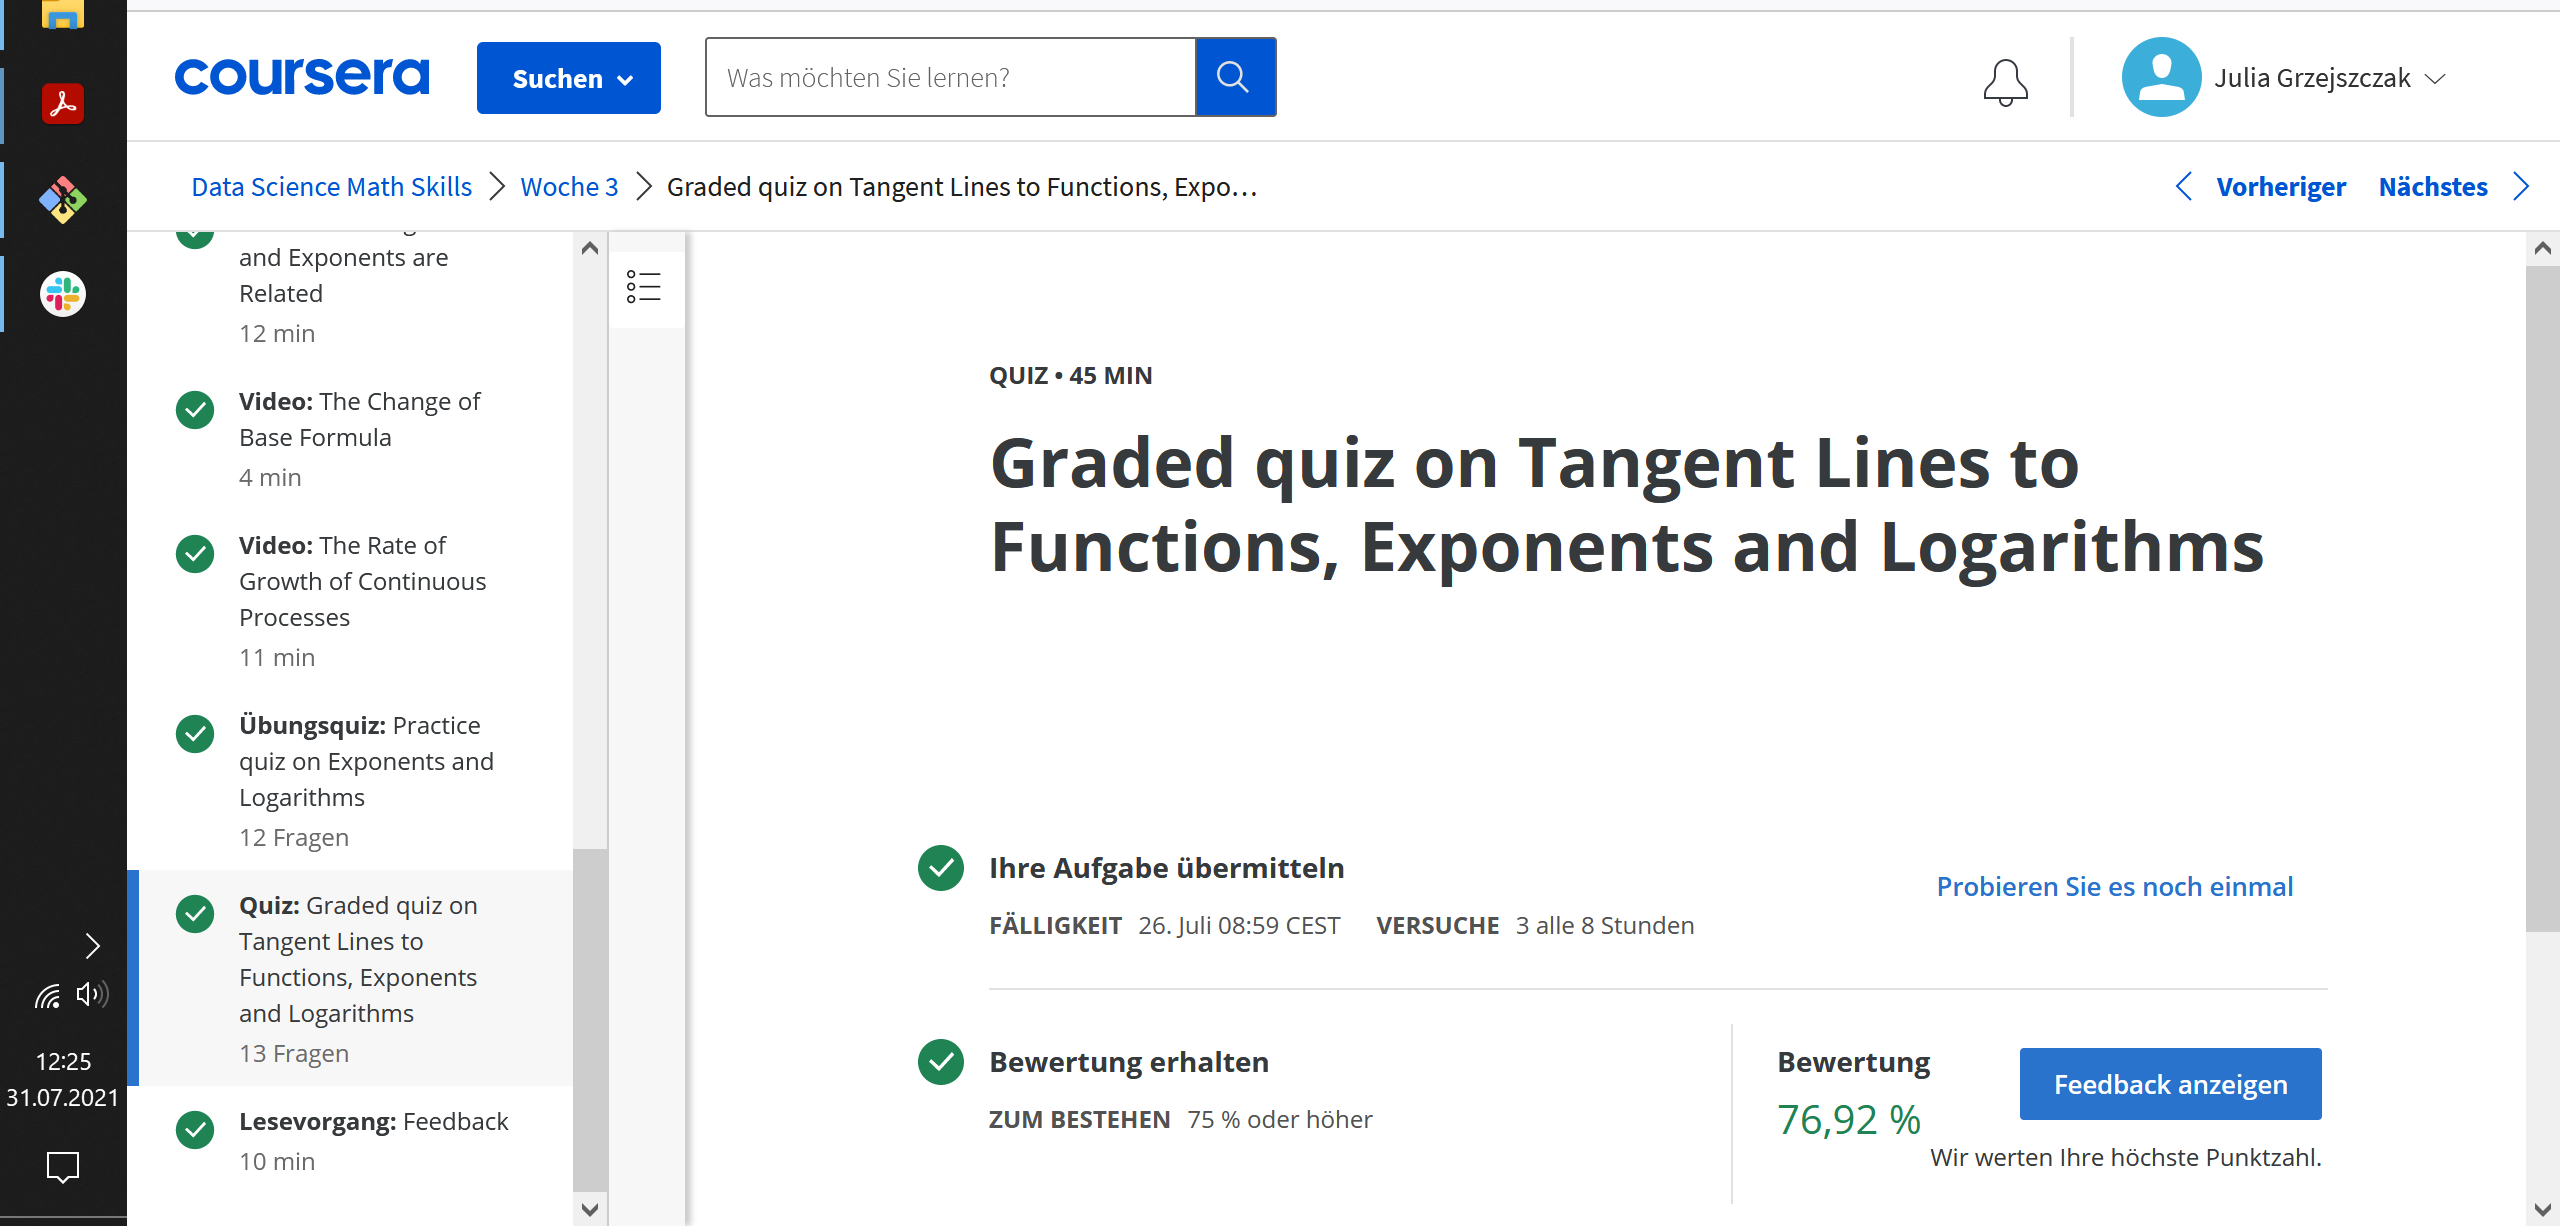 coursera
Suchen
Was möchten Sie lernen?
Julia Grzejszczak
Data Science Math Skills
Woche 3
Graded quiz on Tangent Lines to Functions, Expo…
Vorheriger
Nächstes
and Exponents are
Related
12 min
Video: The Change of
Base Formula
4 min
Video: The Rate of
Growth of Continuous
Processes
11 min
Übungsquiz: Practice
quiz on Exponents and
Logarithms
12 Fragen
Quiz: Graded quiz on
Tangent Lines to
Functions, Exponents
and Logarithms
13 Fragen
Lesevorgang: Feedback
10 min
QUIZ • 45 MIN
Graded quiz on Tangent Lines to
Functions, Exponents and Logarithms
Ihre Aufgabe übermitteln
FÄLLIGKEIT 26. Juli 08:59 CEST VERSUCHE 3 alle 8 Stunden
Probieren Sie es noch einmal
Bewertung erhalten
ZUM BESTEHEN 75 % oder höher
Bewertung
76,92 %
Feedback anzeigen
Wir werten Ihre höchste Punktzahl.
12:25
31.07.2021